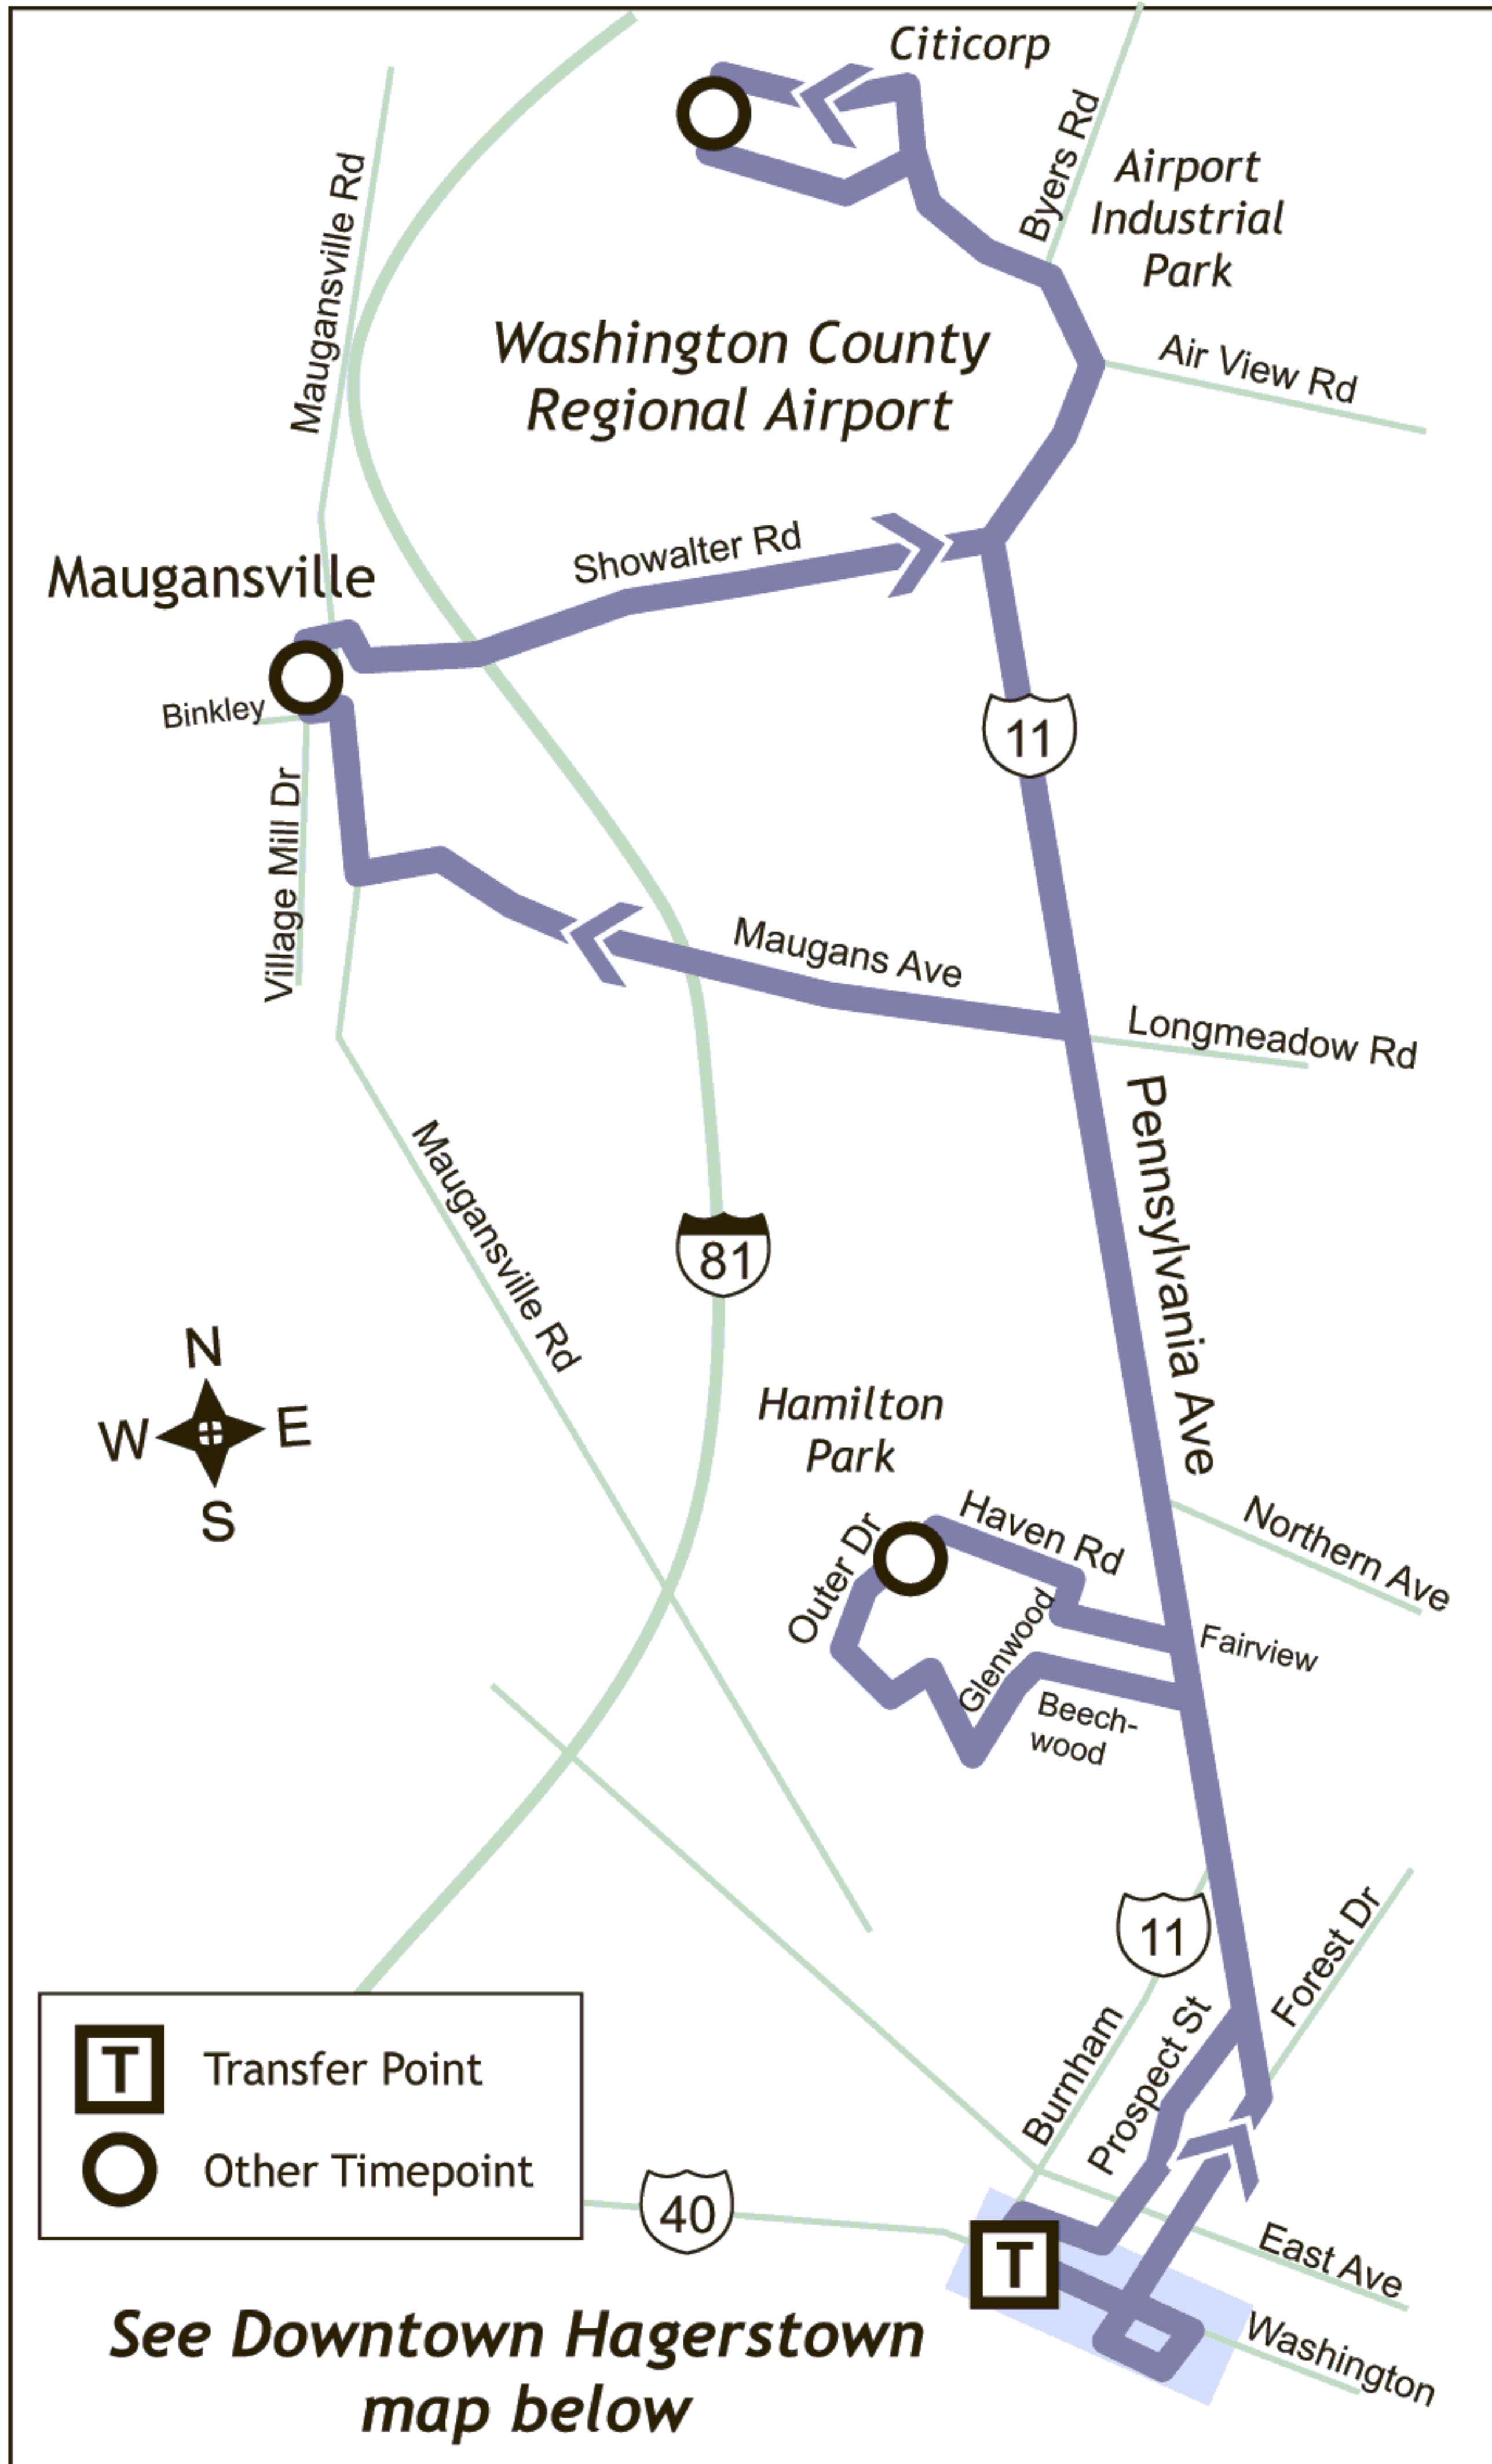 Citicorp
Byers Rd
Airport
Industrial
Park
Maugansville Rd
Washington County
Regional Airport
Air View Rd
Showalter Rd
Maugansville
Binkley
11
Village Mill Dr
Maugans Ave
Longmeadow Rd
Pennsylvania Ave
Maugansville Rd
81
N
W
E
S
Hamilton
Park
Haven Rd
Outer Dr
Northern Ave
Glenwood
Fairview
Beech-
wood
11
Forest Dr
Prospect St
Burnham
T Transfer Point
Other Timepoint
40
T
East Ave
Washington
See Downtown Hagerstown
map below